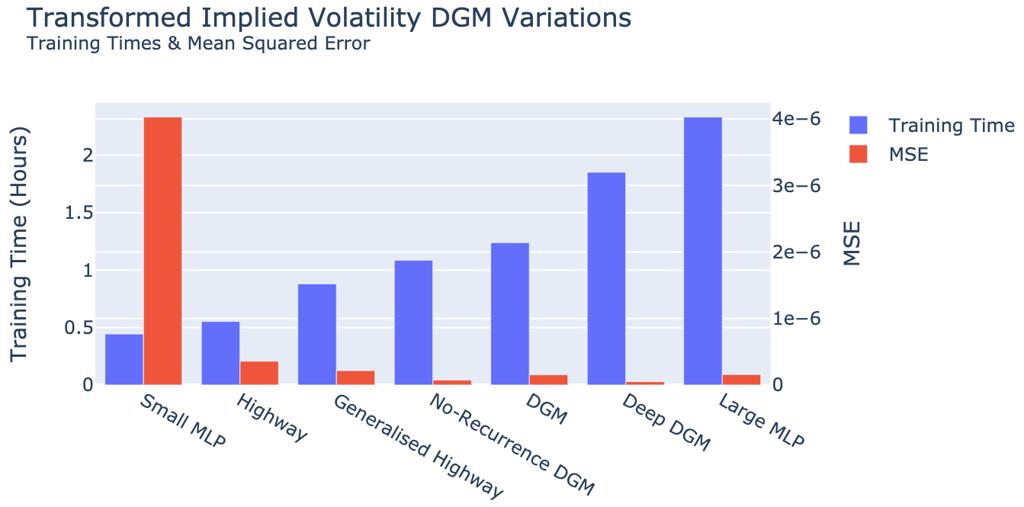 Transformed Implied Volatility DGM Variations
Training Times & Mean Squared Error
Training Time (Hours)
2
1.5
1
0.5
0
4e−6
3e−6
2e−6
1e−6
0
MSE
Training Time
MSE
Small MLP
Highway
Generalised Highway
No-Recurrence DGM
DGM
Deep DGM
Large MLP